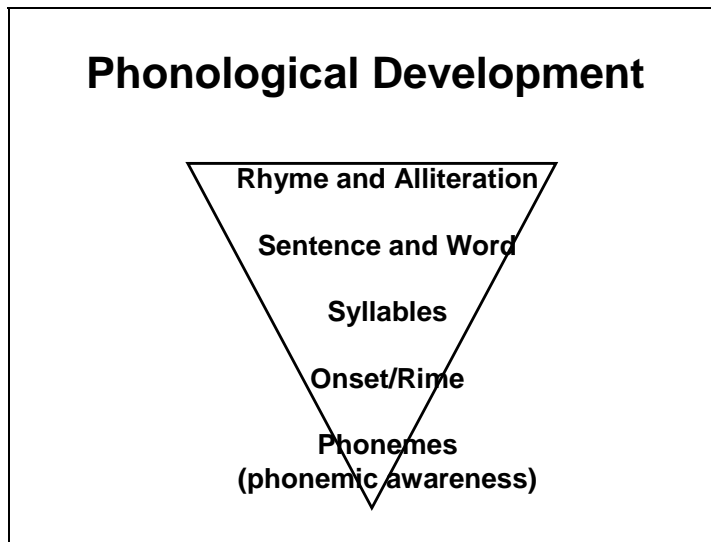 Phonological Development
Rhyme and Alliteration
Sentence and Word
Syllables
Onset/Rime
Phonemes
(phonemic awareness)